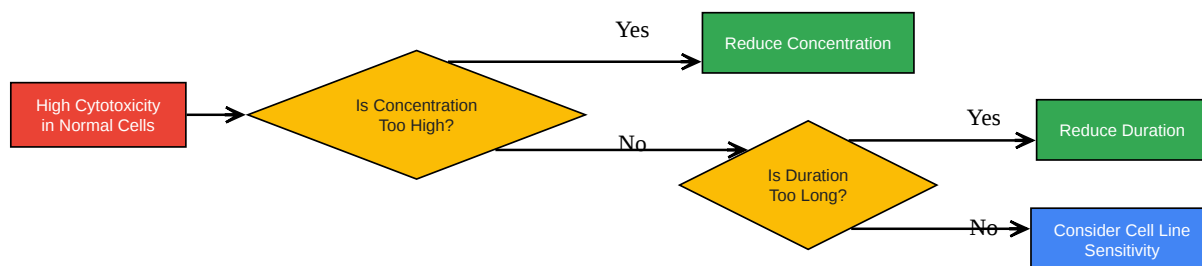 High Cytotoxicity
in Normal Cells
Is Concentration
Too High?
Yes
Reduce Concentration
No
Is Duration
Too Long?
Yes
Reduce Duration
No
Consider Cell Line
Sensitivity